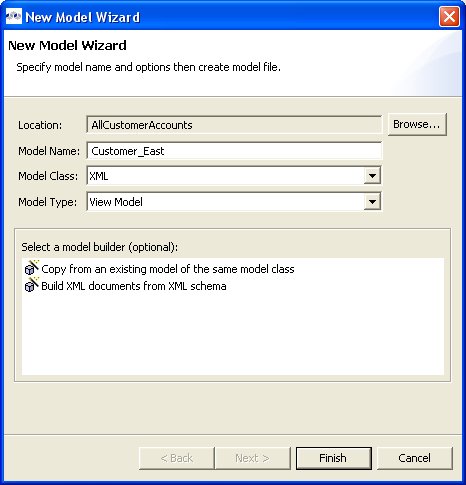 New Model Wizard
New Model Wizard
Specify model name and options then create model file.
Location: AllCustomerAccounts Browse...
Model Name: Customer_East
Model Class: XML
Model Type: View Model
Select a model builder (optional):
Copy from an existing model of the same model class
Build XML documents from XML schema
< Back Next > Finish Cancel